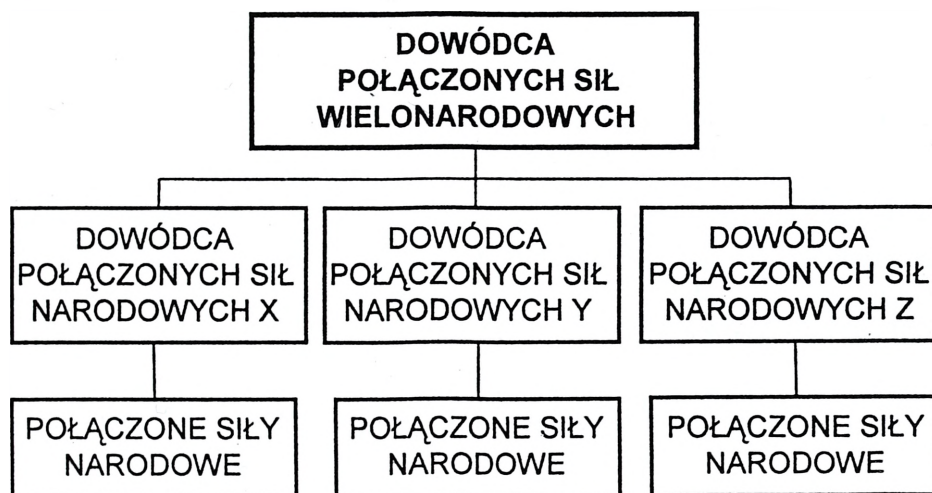 DOWÓDCA
POŁĄCZONYCH SIŁ
WIELONARODOWYCH
DOWÓDCA
POŁĄCZONYCH SIŁ
NARODOWYCH X
DOWÓDCA
POŁĄCZONYCH SIŁ
NARODOWYCH Y
DOWÓDCA
POŁĄCZONYCH SIŁ
NARODOWYCH Z
POŁĄCZONE SIŁY
NARODOWE
POŁĄCZONE SIŁY
NARODOWE
POŁĄCZONE SIŁY
NARODOWE